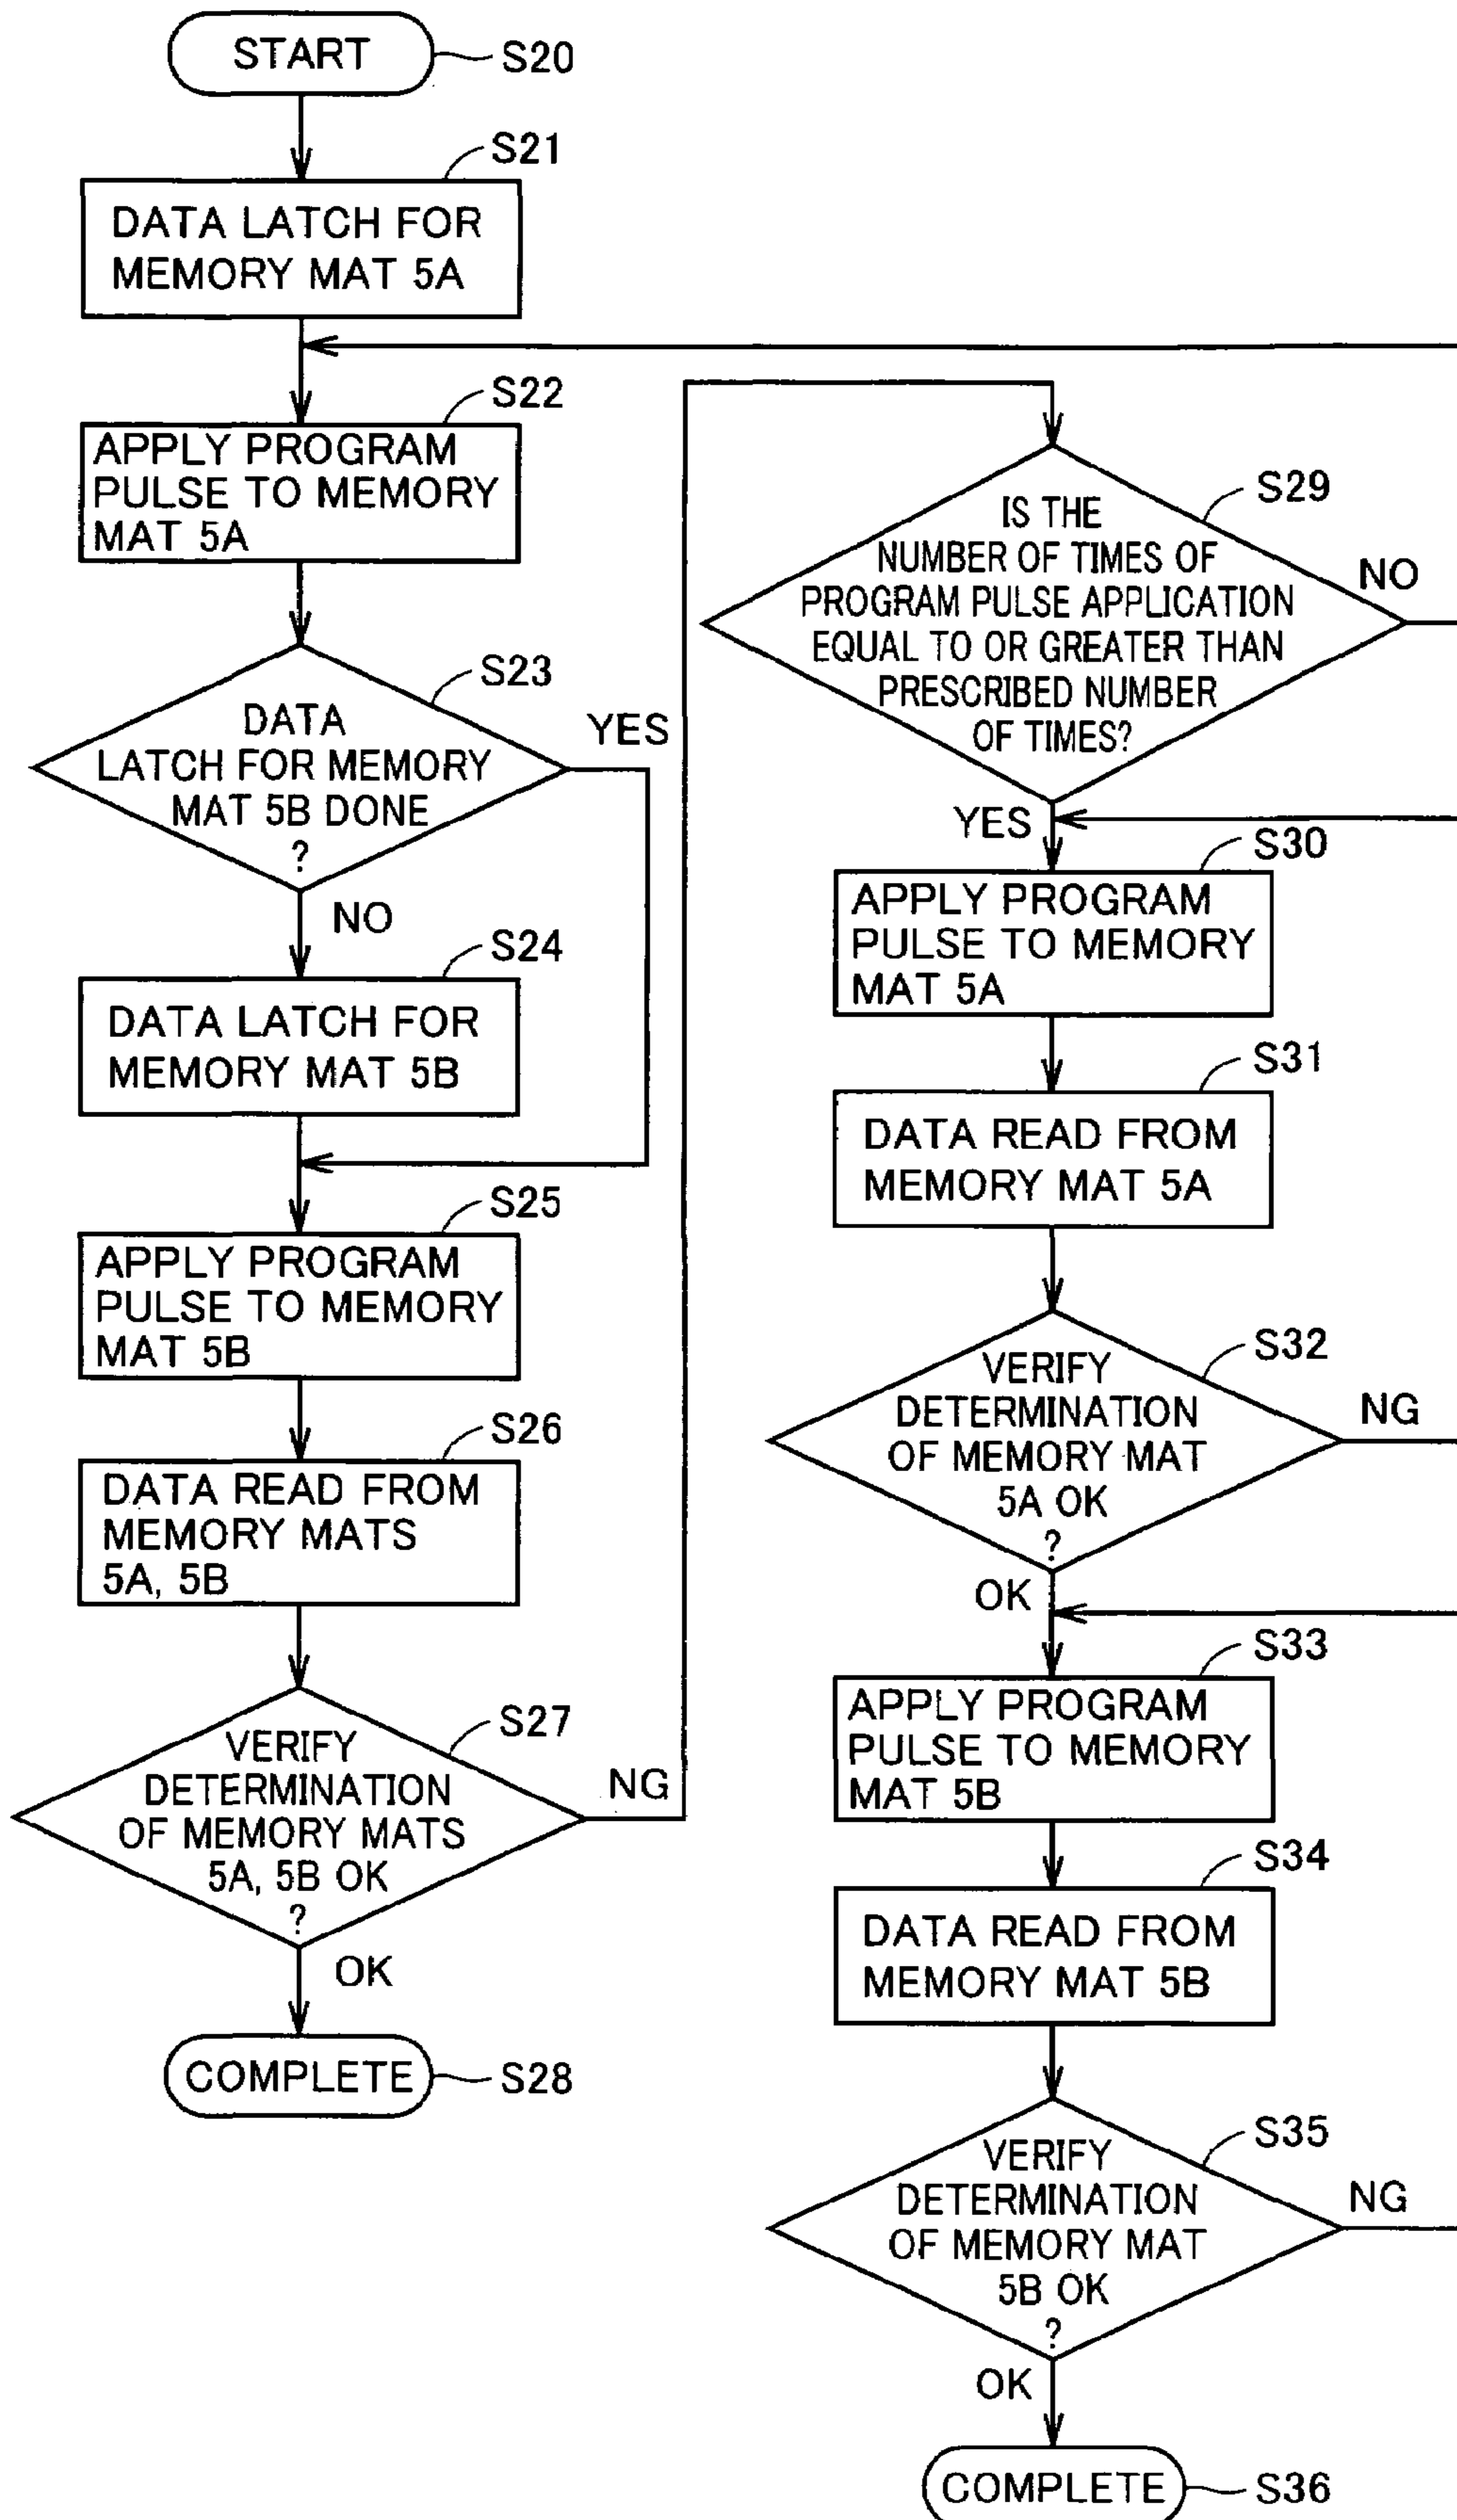 START
S20
S21
DATA LATCH FOR
MEMORY MAT 5A
S22
APPLY PROGRAM
PULSE TO MEMORY
MAT 5A
S23
DATA
LATCH FOR MEMORY
MAT 5B DONE
?
YES
NO
S24
DATA LATCH FOR
MEMORY MAT 5B
S25
APPLY PROGRAM
PULSE TO MEMORY
MAT 5B
S26
DATA READ FROM
MEMORY MATS
5A, 5B
S27
VERIFY
DETERMINATION
OF MEMORY MATS
5A, 5B OK
?
NG
OK
COMPLETE
S28
S29
IS THE
NUMBER OF TIMES OF
PROGRAM PULSE APPLICATION
EQUAL TO OR GREATER THAN
PRESCRIBED NUMBER
OF TIMES?
NO
YES
S30
APPLY PROGRAM
PULSE TO MEMORY
MAT 5A
S31
DATA READ FROM
MEMORY MAT 5A
S32
VERIFY
DETERMINATION
OF MEMORY MAT
5A OK
?
NG
OK
S33
APPLY PROGRAM
PULSE TO MEMORY
MAT 5B
S34
DATA READ FROM
MEMORY MAT 5B
S35
VERIFY
DETERMINATION
OF MEMORY MAT
5B OK
?
NG
OK
COMPLETE
S36